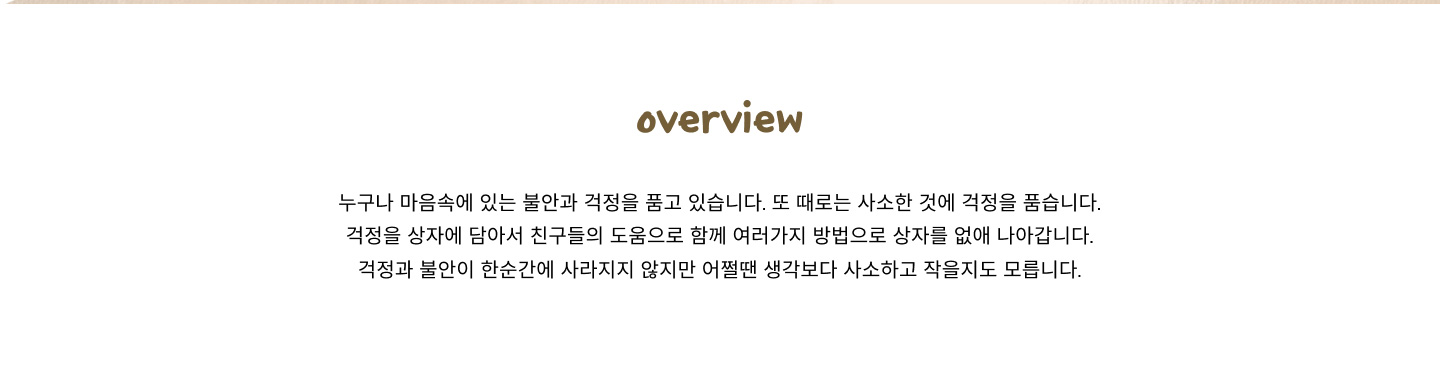 overview
누구나 마음속에 있는 불안과 걱정을 품고 있습니다. 또 때로는 사소한 것에 걱정을 품습니다.
걱정을 상자에 담아서 친구들의 도움으로 함께 여러가지 방법으로 상자를 없애 나아갑니다.
걱정과 불안이 한순간에 사라지지 않지만 어쩔땐 생각보다 사소하고 작을지도 모릅니다.